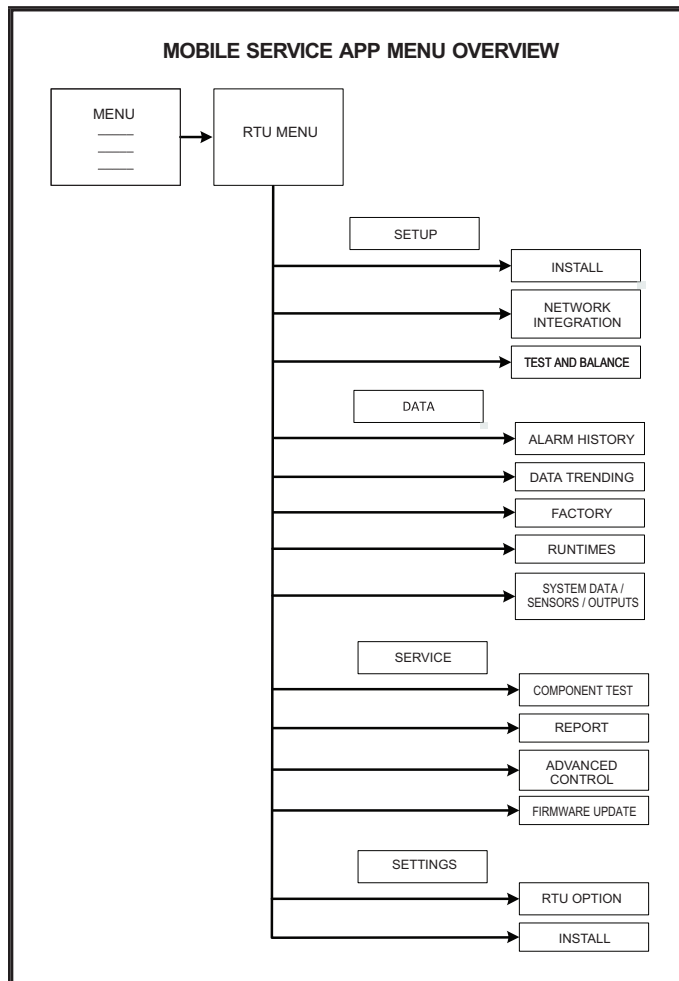 MOBILE SERVICE APP MENU OVERVIEW
MENU
RTU MENU
SETUP
INSTALL
NETWORK
INTEGRATION
TEST AND BALANCE
DATA
ALARM HISTORY
DATA TRENDING
FACTORY
RUNTIMES
SYSTEM DATA /
SENSORS / OUTPUTS
SERVICE
COMPONENT TEST
REPORT
ADVANCED
CONTROL
FIRMWARE UPDATE
SETTINGS
RTU OPTION
INSTALL